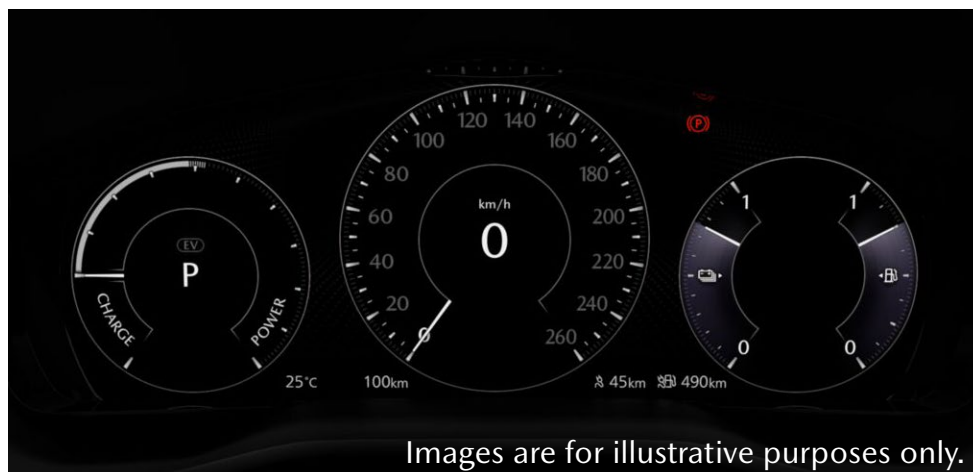 120 140
100 160
80 180
60 200
40 220
20 240
0 260
km/h
0
(P)
EV
P
CHARGE
POWER
1 1
0 0
25°C 100km 45km 490km
Images are for illustrative purposes only.